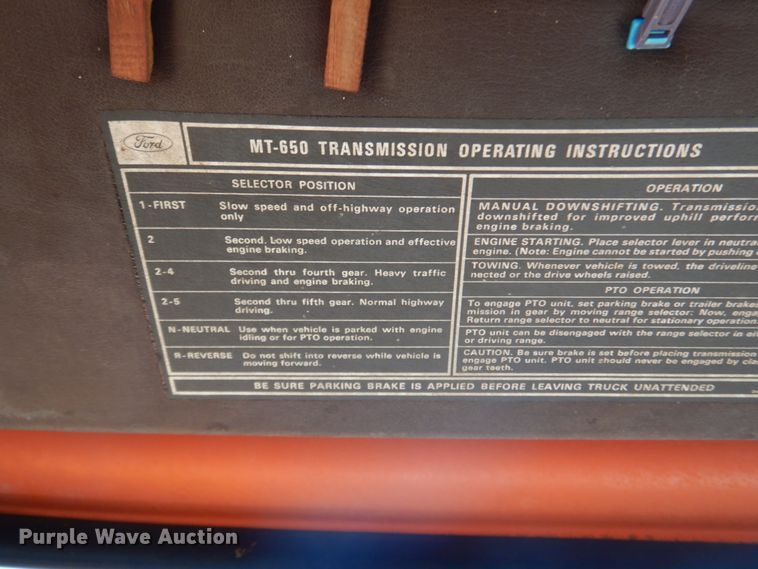 Ford
MT-650 TRANSMISSION OPERATING INSTRUCTIONS
SELECTOR POSITION
1-FIRST Slow speed and off-highway operation
only
2 Second. Low speed operation and effective
engine braking.
2-4 Second thru fourth gear. Heavy traffic
driving and engine braking.
2-5 Second thru fifth gear. Normal highway
driving.
N-NEUTRAL Use when vehicle is parked with engine
idling or for PTO operation.
R-REVERSE Do not shift into reverse while vehicle is
moving forward.
OPERATION
MANUAL DOWNSHIFTING. Transmissio
downshifted for improved uphill perform
engine braking.
ENGINE STARTING. Place selector lever in neutra
engine. (Note: Engine cannot be started by pushing
TOWING. Whenever vehicle is towed, the driveline
nected or the drive wheels raised.
PTO OPERATION
To engage PTO unit, set parking brake or trailer brake
mission in gear by moving range selector: Now, enga
Return range selector to neutral for stationary operation
PTO unit can be disengaged with the range selector in
or driving range.
CAUTION. Be sure brake is set before placing transmission
engage PTO unit. PTO unit should never be engaged by cla
gear teeth.
BE SURE PARKING BRAKE IS APPLIED BEFORE LEAVING TRUCK UNATTENDED
Purple Wave Auction